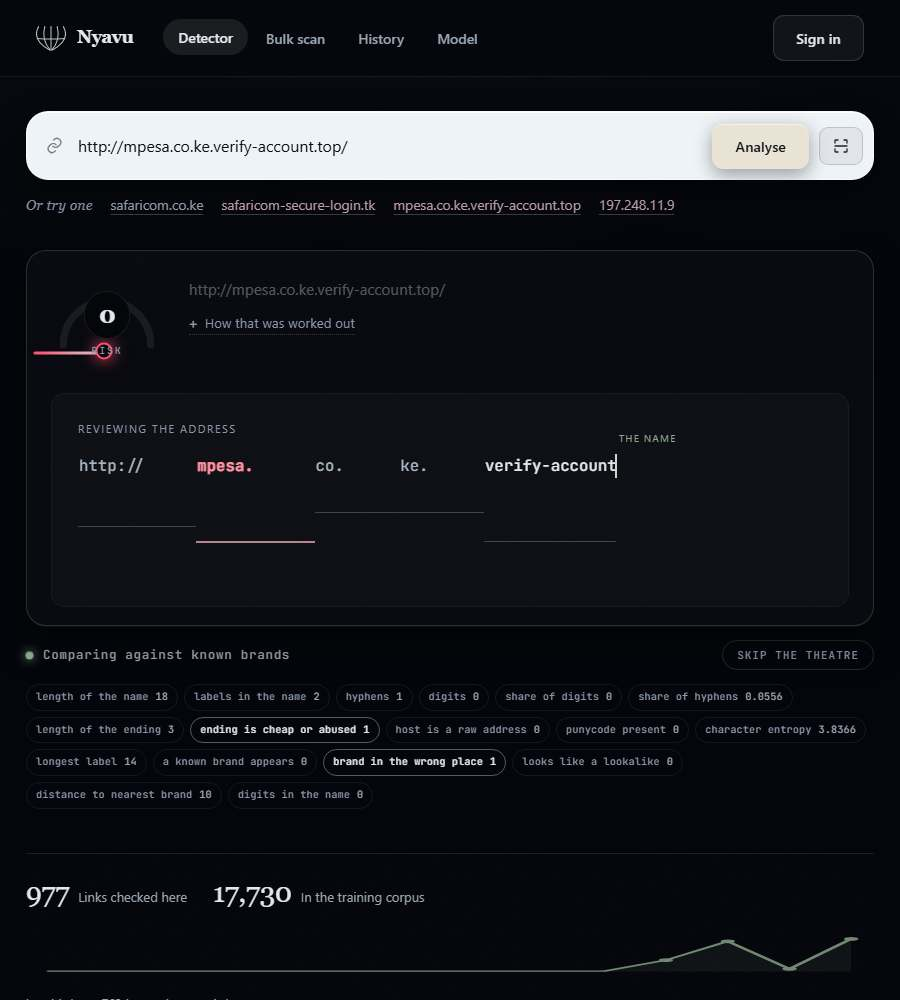 Nyavu Detector Bulk scan History Model Sign in
http://mpesa.co.ke.verify-account.top/ Analyse
Or try one safaricom.co.ke safaricom-secure-login.tk mpesa.co.ke.verify-account.top 197.248.11.9
http://mpesa.co.ke.verify-account.top/
0
+ How that was worked out
RISK
REVIEWING THE ADDRESS
THE NAME
http:// mpesa. co. ke. verify-account
Comparing against known brands SKIP THE THEATRE
length of the name 18 labels in the name 2 hyphens 1 digits 0 share of digits 0 share of hyphens 0.0556
length of the ending 3 ending is cheap or abused 1 host is a raw address 0 punycode present 0 character entropy 3.8366
longest label 14 a known brand appears 0 brand in the wrong place 1 looks like a lookalike 0
distance to nearest brand 10 digits in the name 0
977 Links checked here 17,730 In the training corpus